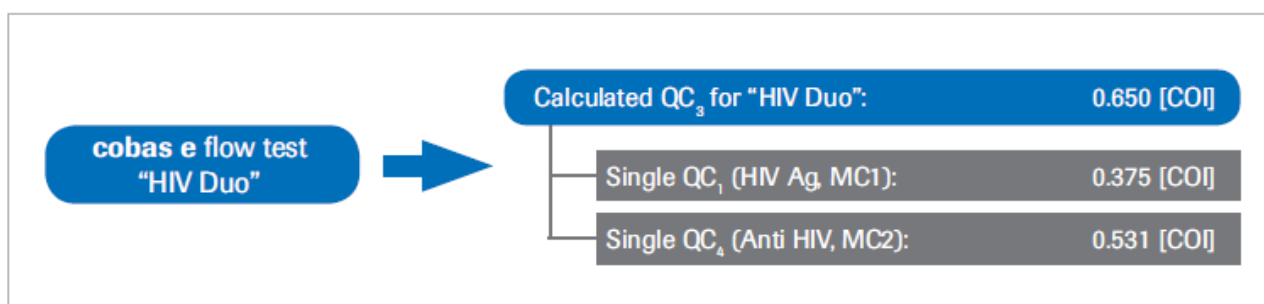 Calculated QC₃ for “HIV Duo”: 0.650 [COI]
cobas e flow test
“HIV Duo”
Single QC₁ (HIV Ag, MC1): 0.375 [COI]
Single QC₄ (Anti HIV, MC2): 0.531 [COI]